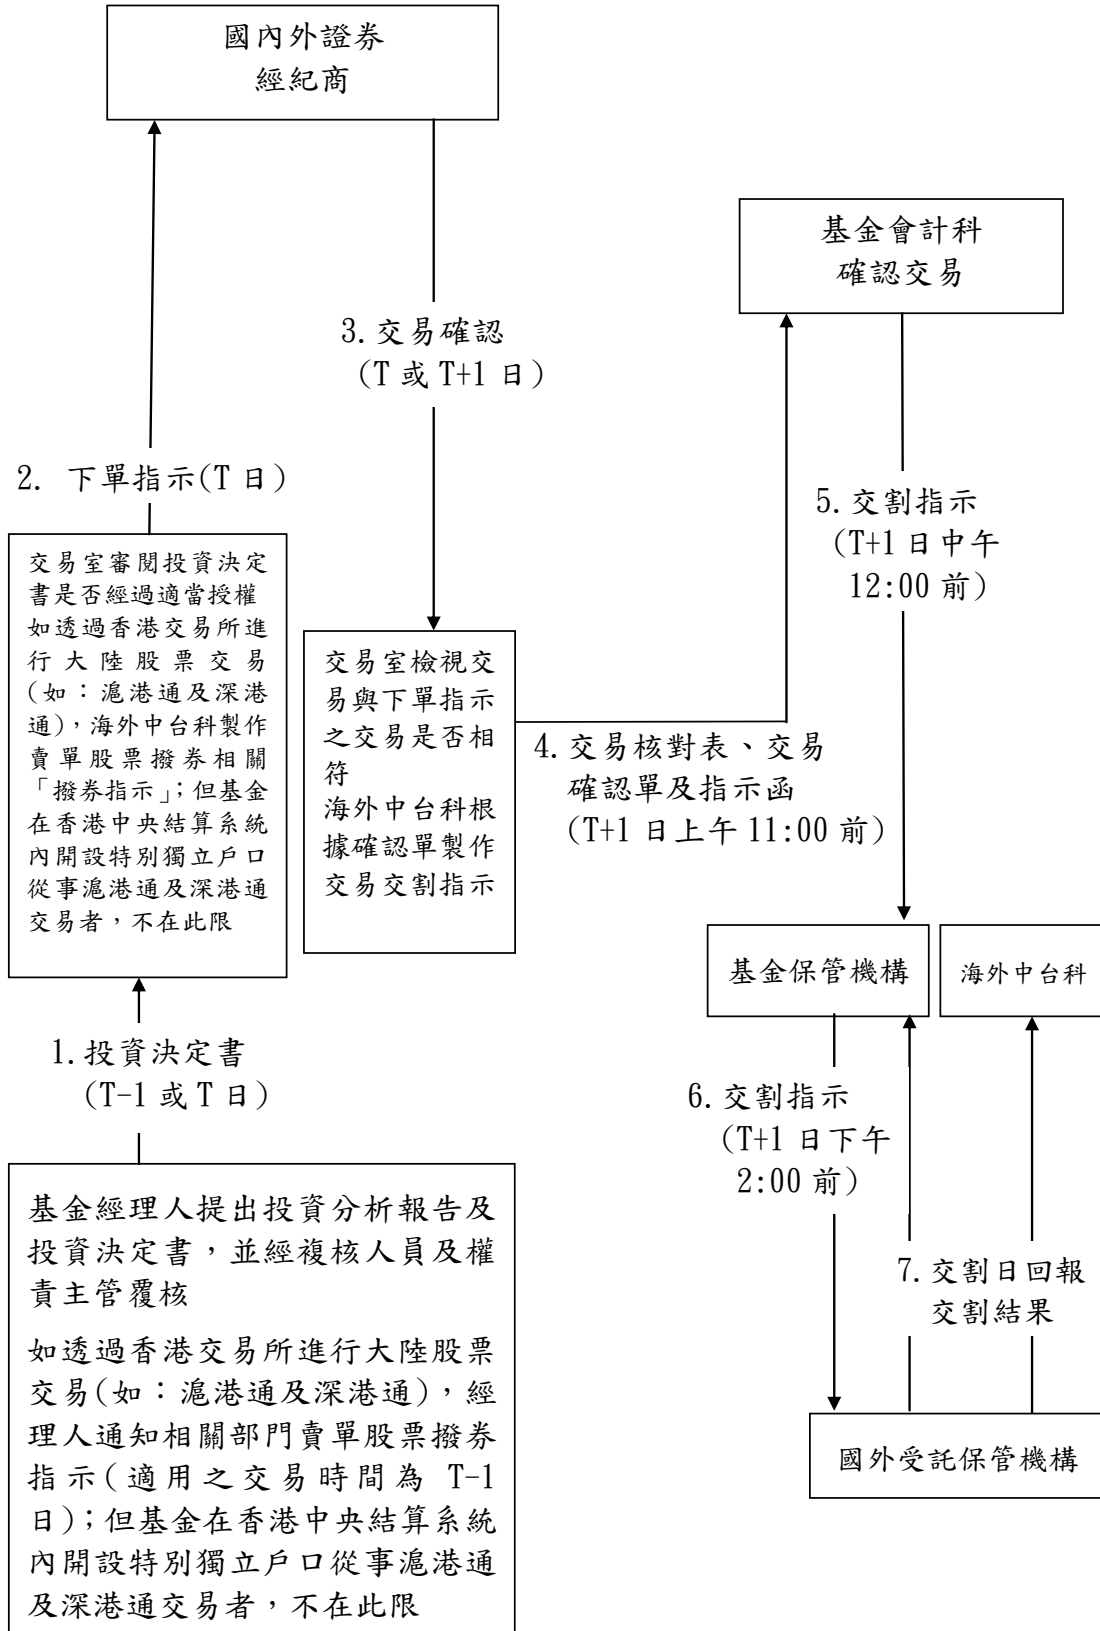 國內外證券
經紀商
基金會計科
確認交易
3.交易確認
(T 或 T+1 日)
2. 下單指示(T 日)
5.交割指示
(T+1 日中午
12:00 前)
交易室審閱投資決定
書是否經過適當授權
如透過香港交易所進
行大陸股票交易
(如：滬港通及深港
通)，海外中台科製作
賣單股票撥券相關
「撥券指示」；但基金
在香港中央結算系統
內開設特別獨立戶口
從事滬港通及深港通
交易者，不在此限
交易室檢視交
易與下單指示
之交易是否相
符
海外中台科根
據確認單製作
交易交割指示
4.交易核對表、交易
確認單及指示函
(T+1 日上午 11:00 前)
基金保管機構
海外中台科
1.投資決定書
(T-1 或 T 日)
6.交割指示
(T+1 日下午
2:00 前)
7.交割日回報
交割結果
基金經理人提出投資分析報告及
投資決定書，並經複核人員及權
責主管覆核
如透過香港交易所進行大陸股票
交易(如：滬港通及深港通)，經
理人通知相關部門賣單股票撥券
指示(適用之交易時間為 T-1
日)；但基金在香港中央結算系統
內開設特別獨立戶口從事滬港通
及深港通交易者，不在此限
國外受託保管機構